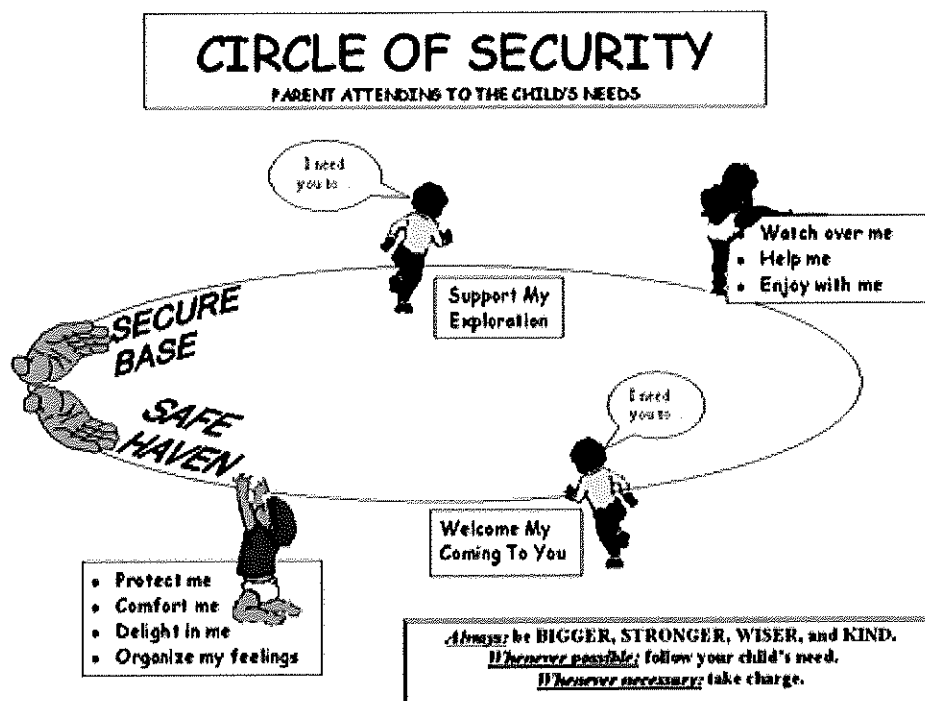 CIRCLE OF SECURITY
PARENT ATTENDING TO THE CHILD'S NEEDS
I need
you to ...
Support My
Exploration
• Watch over me
• Help me
• Enjoy with me
SECURE
BASE
SAFE
HAVEN
I need
you to ...
Welcome My
Coming To You
• Protect me
• Comfort me
• Delight in me
• Organize my feelings
Always: be BIGGER, STRONGER, WISER, and KIND.
Whenever possible: follow your child's need.
Whenever necessary: take charge.